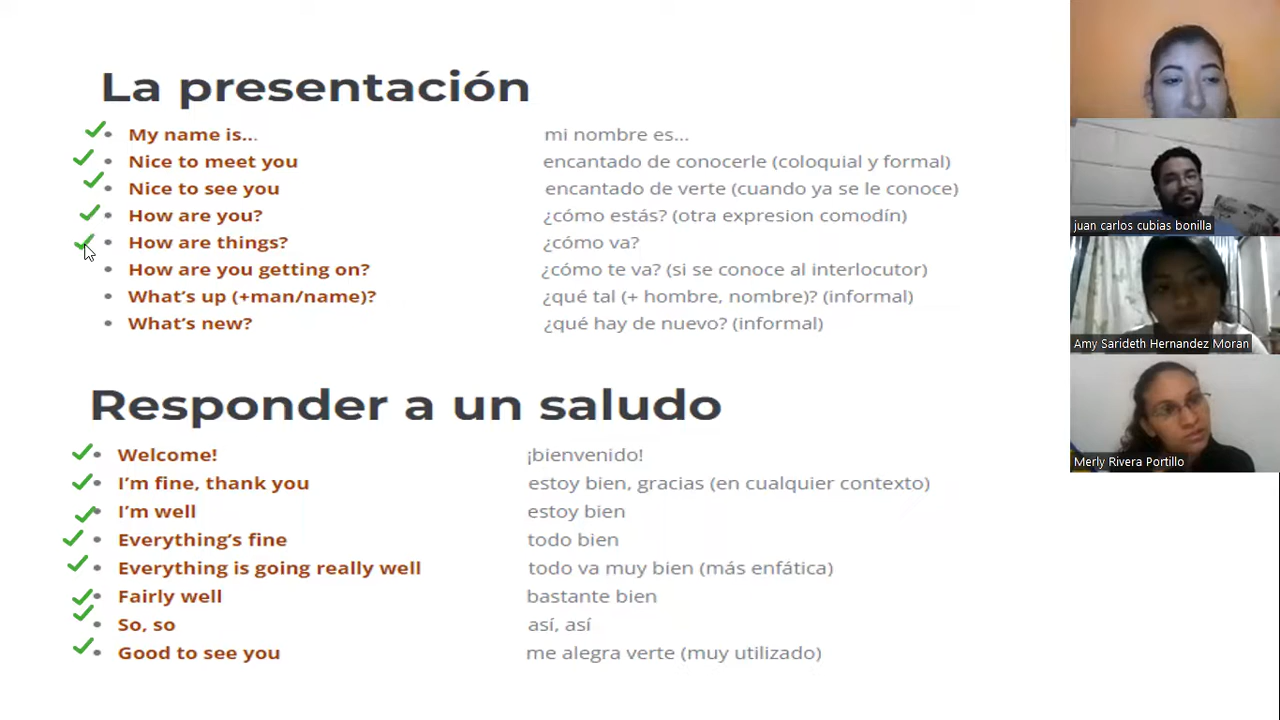 La presentación
My name is... mi nombre es...
Nice to meet you encantado de conocerle (coloquial y formal)
Nice to see you encantado de verte (cuando ya se le conoce)
How are you? ¿cómo estás? (otra expresion comodín)
How are things? ¿cómo va?
How are you getting on? ¿cómo te va? (si se conoce al interlocutor)
What's up (+man/name)? ¿qué tal (+ hombre, nombre)? (informal)
What's new? ¿qué hay de nuevo? (informal)
Responder a un saludo
Welcome! ¡bienvenido!
I'm fine, thank you estoy bien, gracias (en cualquier contexto)
I'm well estoy bien
Everything's fine todo bien
Everything is going really well todo va muy bien (más enfática)
Fairly well bastante bien
So, so así, así
Good to see you me alegra verte (muy utilizado)
juan carlos cubias bonilla
Amy Sarideth Hernandez Moran
Merly Rivera Portillo